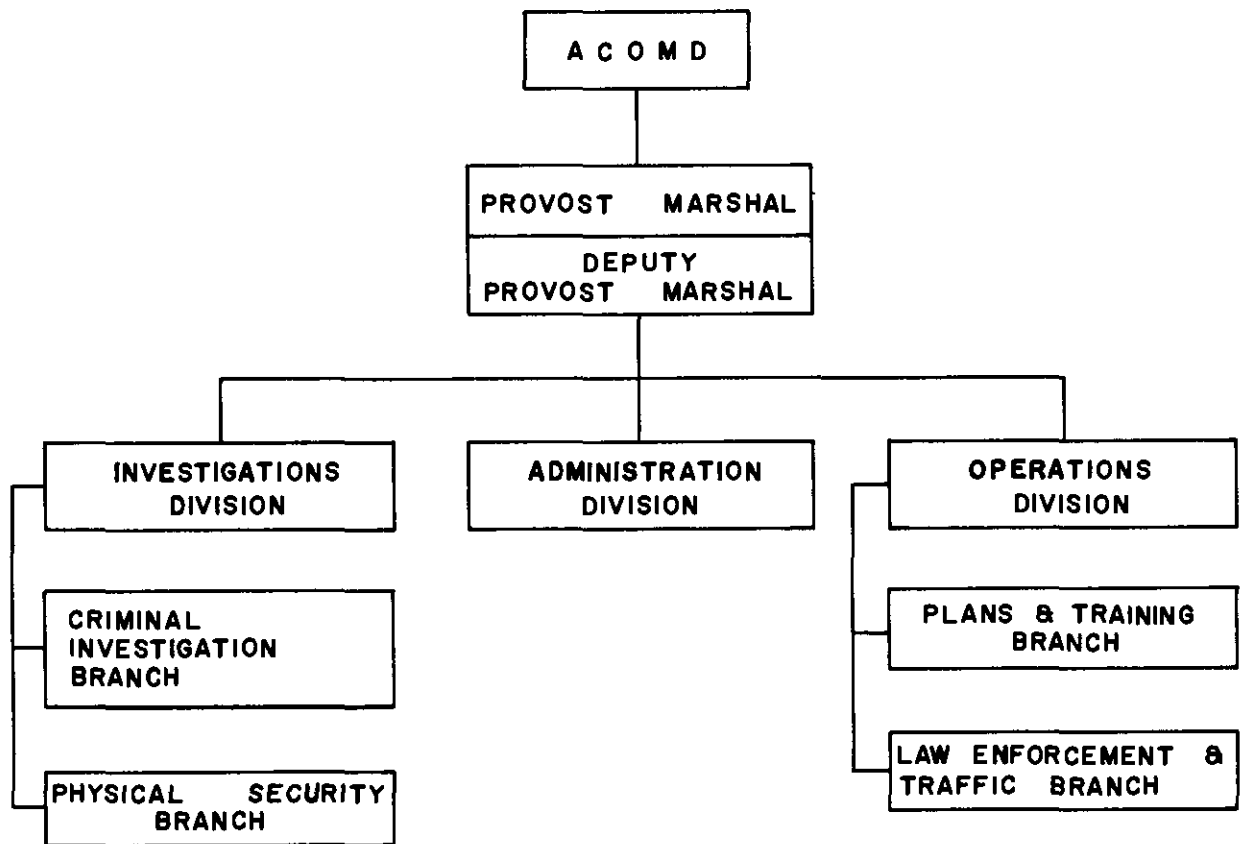 ACOMD
PROVOST MARSHAL
DEPUTY
PROVOST MARSHAL
INVESTIGATIONS
DIVISION
ADMINISTRATION
DIVISION
OPERATIONS
DIVISION
CRIMINAL
INVESTIGATION
BRANCH
PLANS & TRAINING
BRANCH
PHYSICAL SECURITY
BRANCH
LAW ENFORCEMENT &
TRAFFIC BRANCH